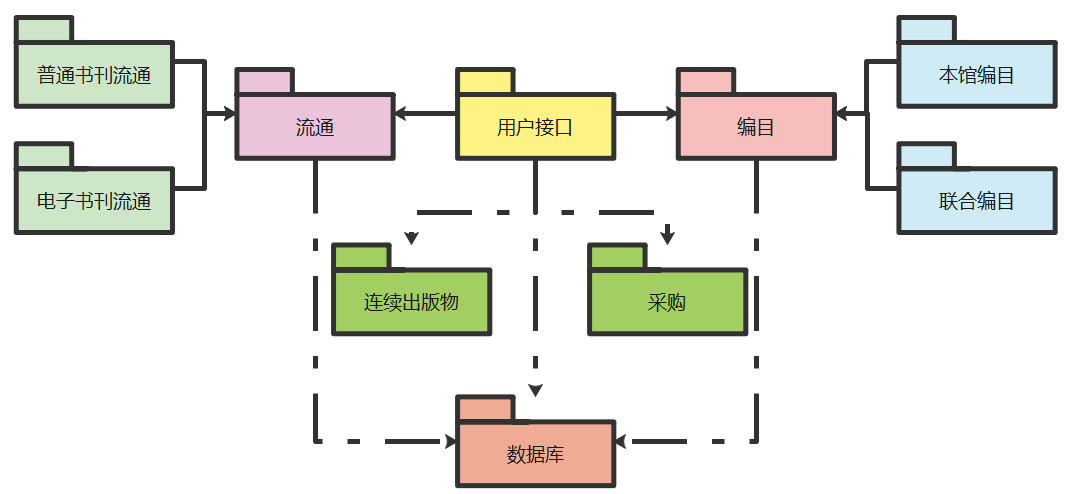 普通书刊流通
本馆编目
流通
用户接口
编目
电子书刊流通
联合编目
连续出版物
采购
数据库